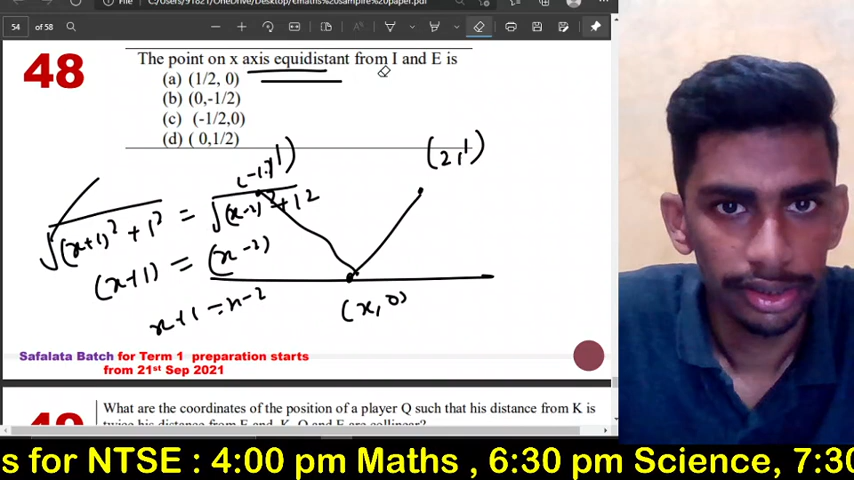 C:/Users/91821/OneDrive/Desktop/€maths%20sampire%20paper.pdf
54 of 58
48
The point on x axis equidistant from I and E is
(a) (1/2, 0)
(b) (0,-1/2)
(c) (-1/2,0)
(d) ( 0,1/2)
(-1,1)
(2,1)
√(x+1)² + 1² = √(x-2)² + 1²
(x+1) = (x-2)
x+1 = x-2
(x, 0)
Safalata Batch for Term 1 preparation starts
from 21st Sep 2021
49
What are the coordinates of the position of a player Q such that his distance from K is
twice his distance from E and K, Q and E are collinear?
s for NTSE : 4:00 pm Maths , 6:30 pm Science, 7:30